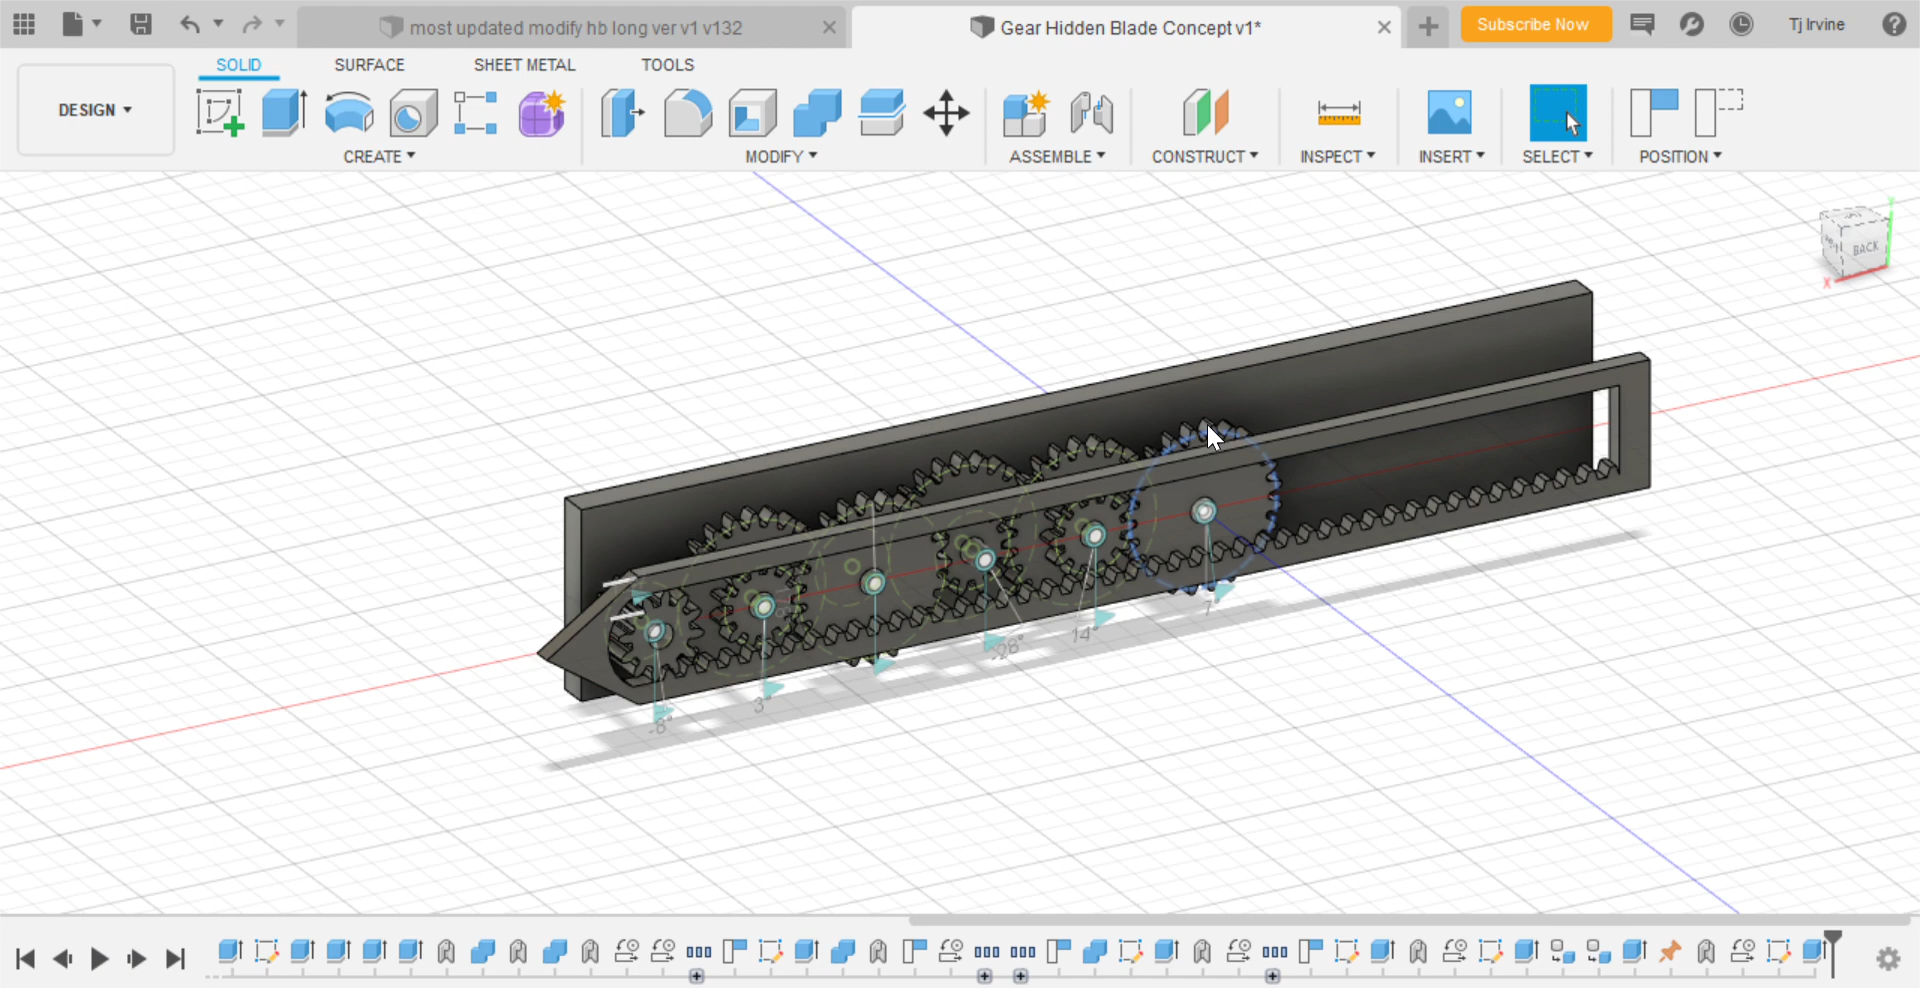 most updated modify hb long ver v1 v132
Gear Hidden Blade Concept v1*
Subscribe Now
Tj Irvine
SOLID
SURFACE
SHEET METAL
TOOLS
DESIGN
CREATE
MODIFY
ASSEMBLE
CONSTRUCT
INSPECT
INSERT
SELECT
POSITION
Y
BACK
X
7°
14°
-28°
3°
-8°